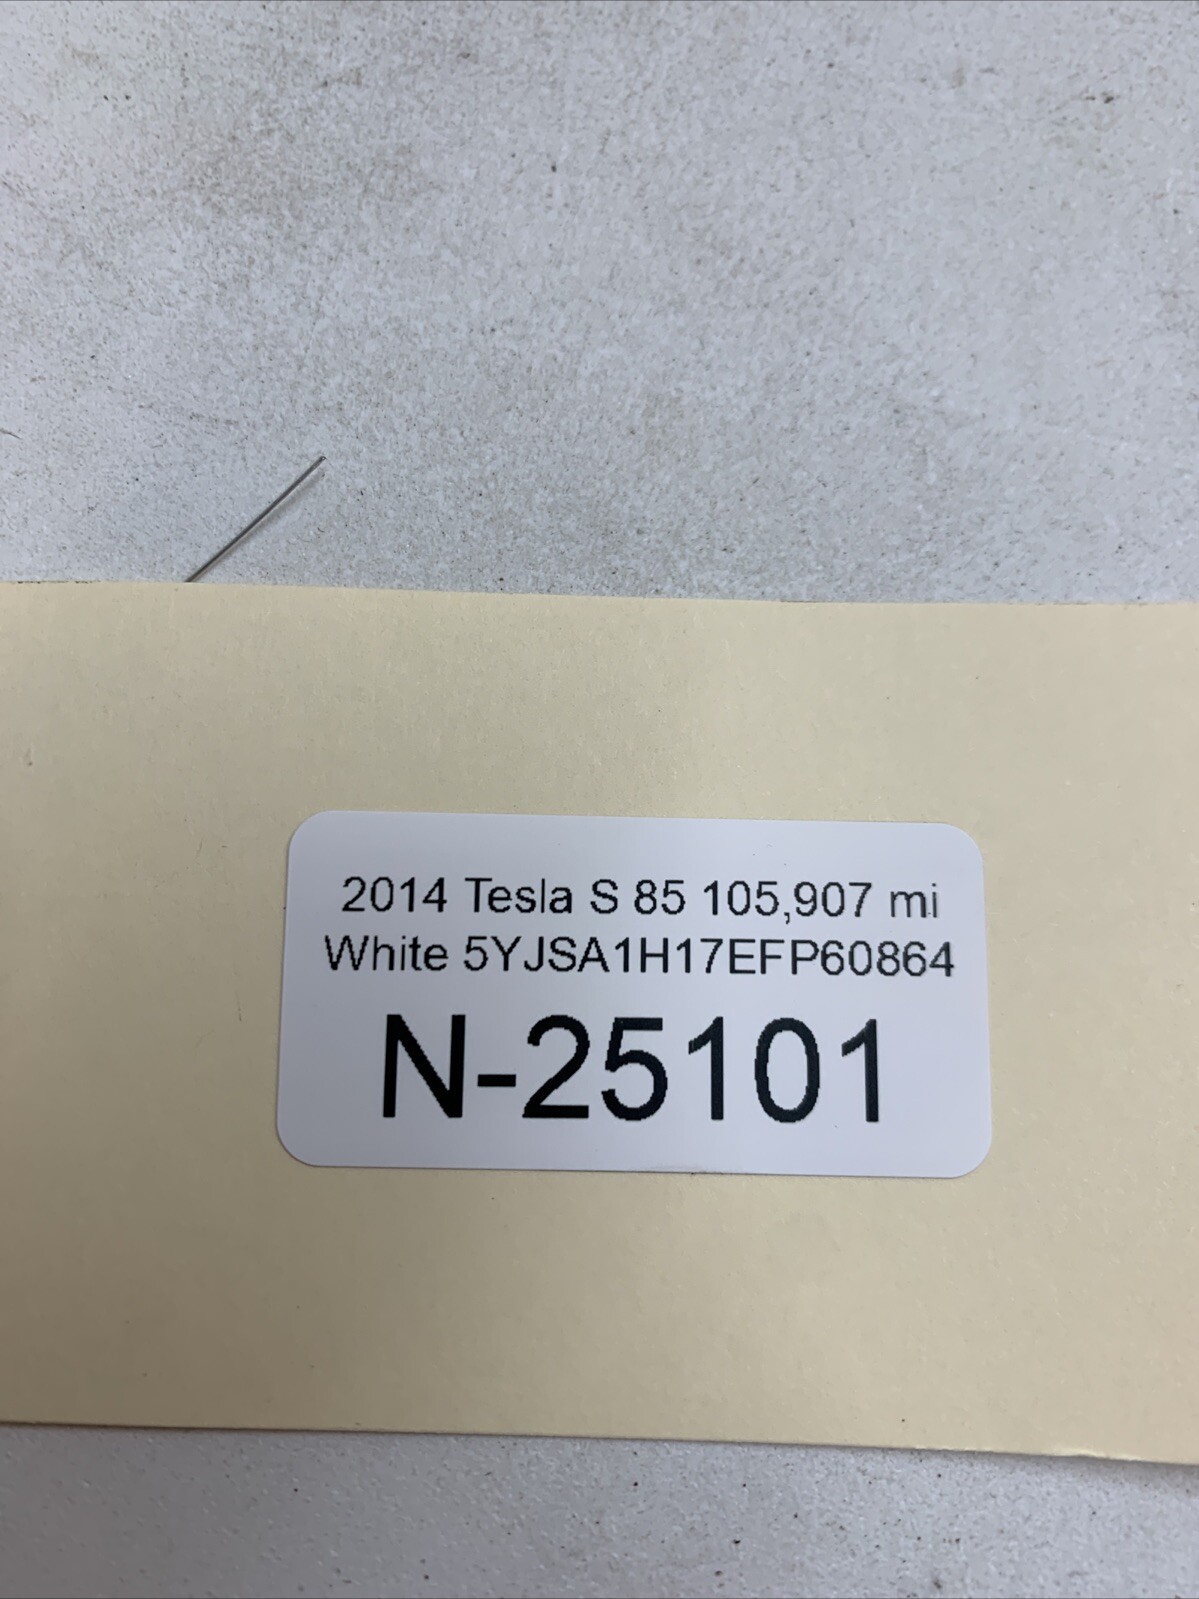 2014 Tesla S 85 105,907 mi
White 5YJSA1H17EFP60864
N-25101